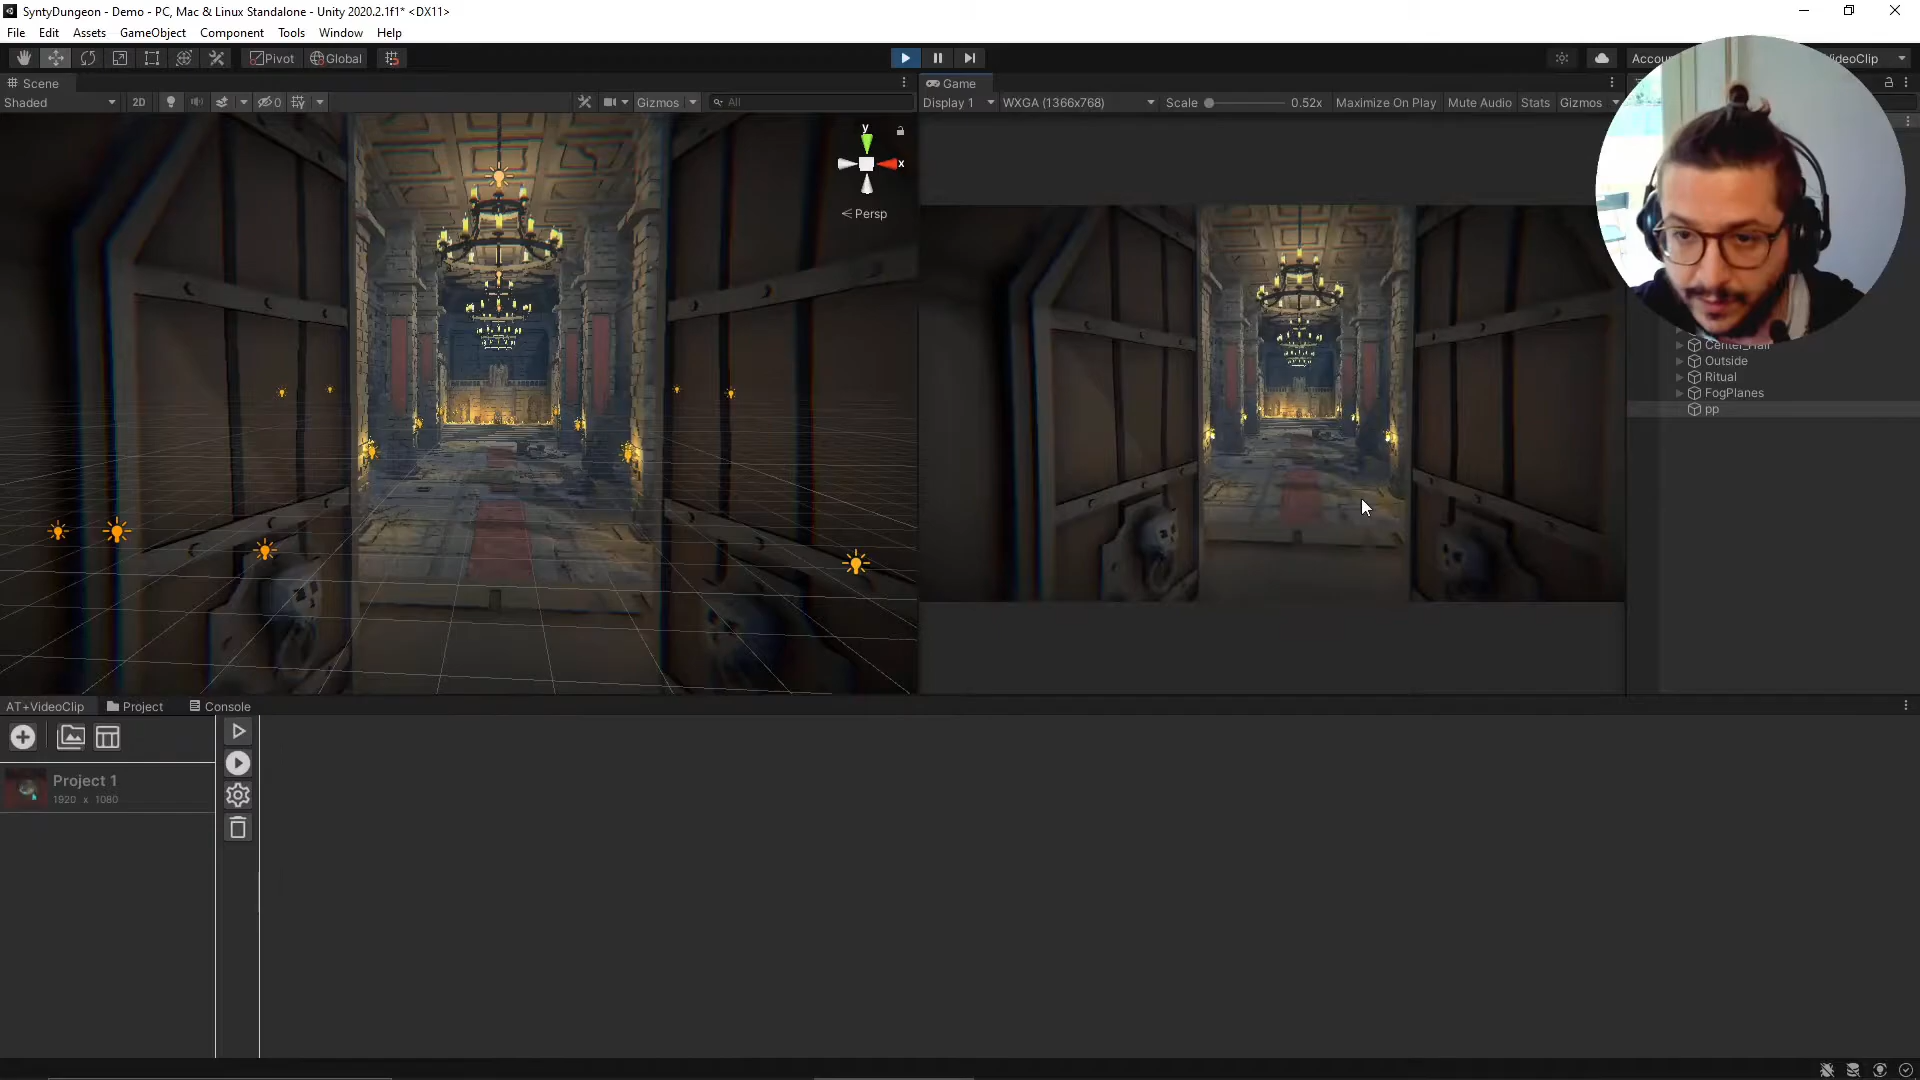 SyntyDungeon - Demo - PC, Mac & Linux Standalone - Unity 2020.2.1f1* <DX11>
File Edit Assets GameObject Component Tools Window Help
Pivot Global
VideoClip
Scene
Game
Shaded 2D 0 Gizmos All
Display 1 WXGA (1366x768) Scale 0.52x Maximize On Play Mute Audio Stats Gizmos
y
x
Persp
Outside
Ritual
FogPlanes
pp
AT+VideoClip Project Console
Project 1
1920 x 1080